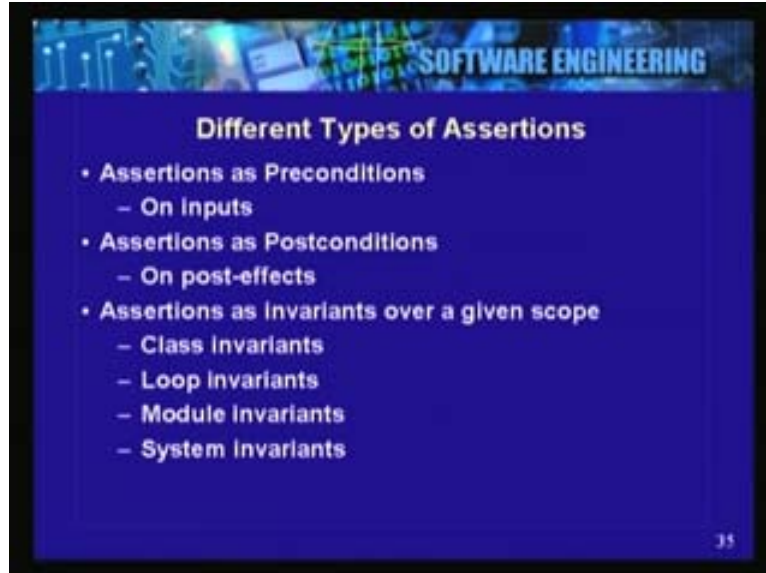 SOFTWARE ENGINEERING
Different Types of Assertions
• Assertions as Preconditions
– On inputs
• Assertions as Postconditions
– On post-effects
• Assertions as invariants over a given scope
– Class invariants
– Loop invariants
– Module invariants
– System invariants
35